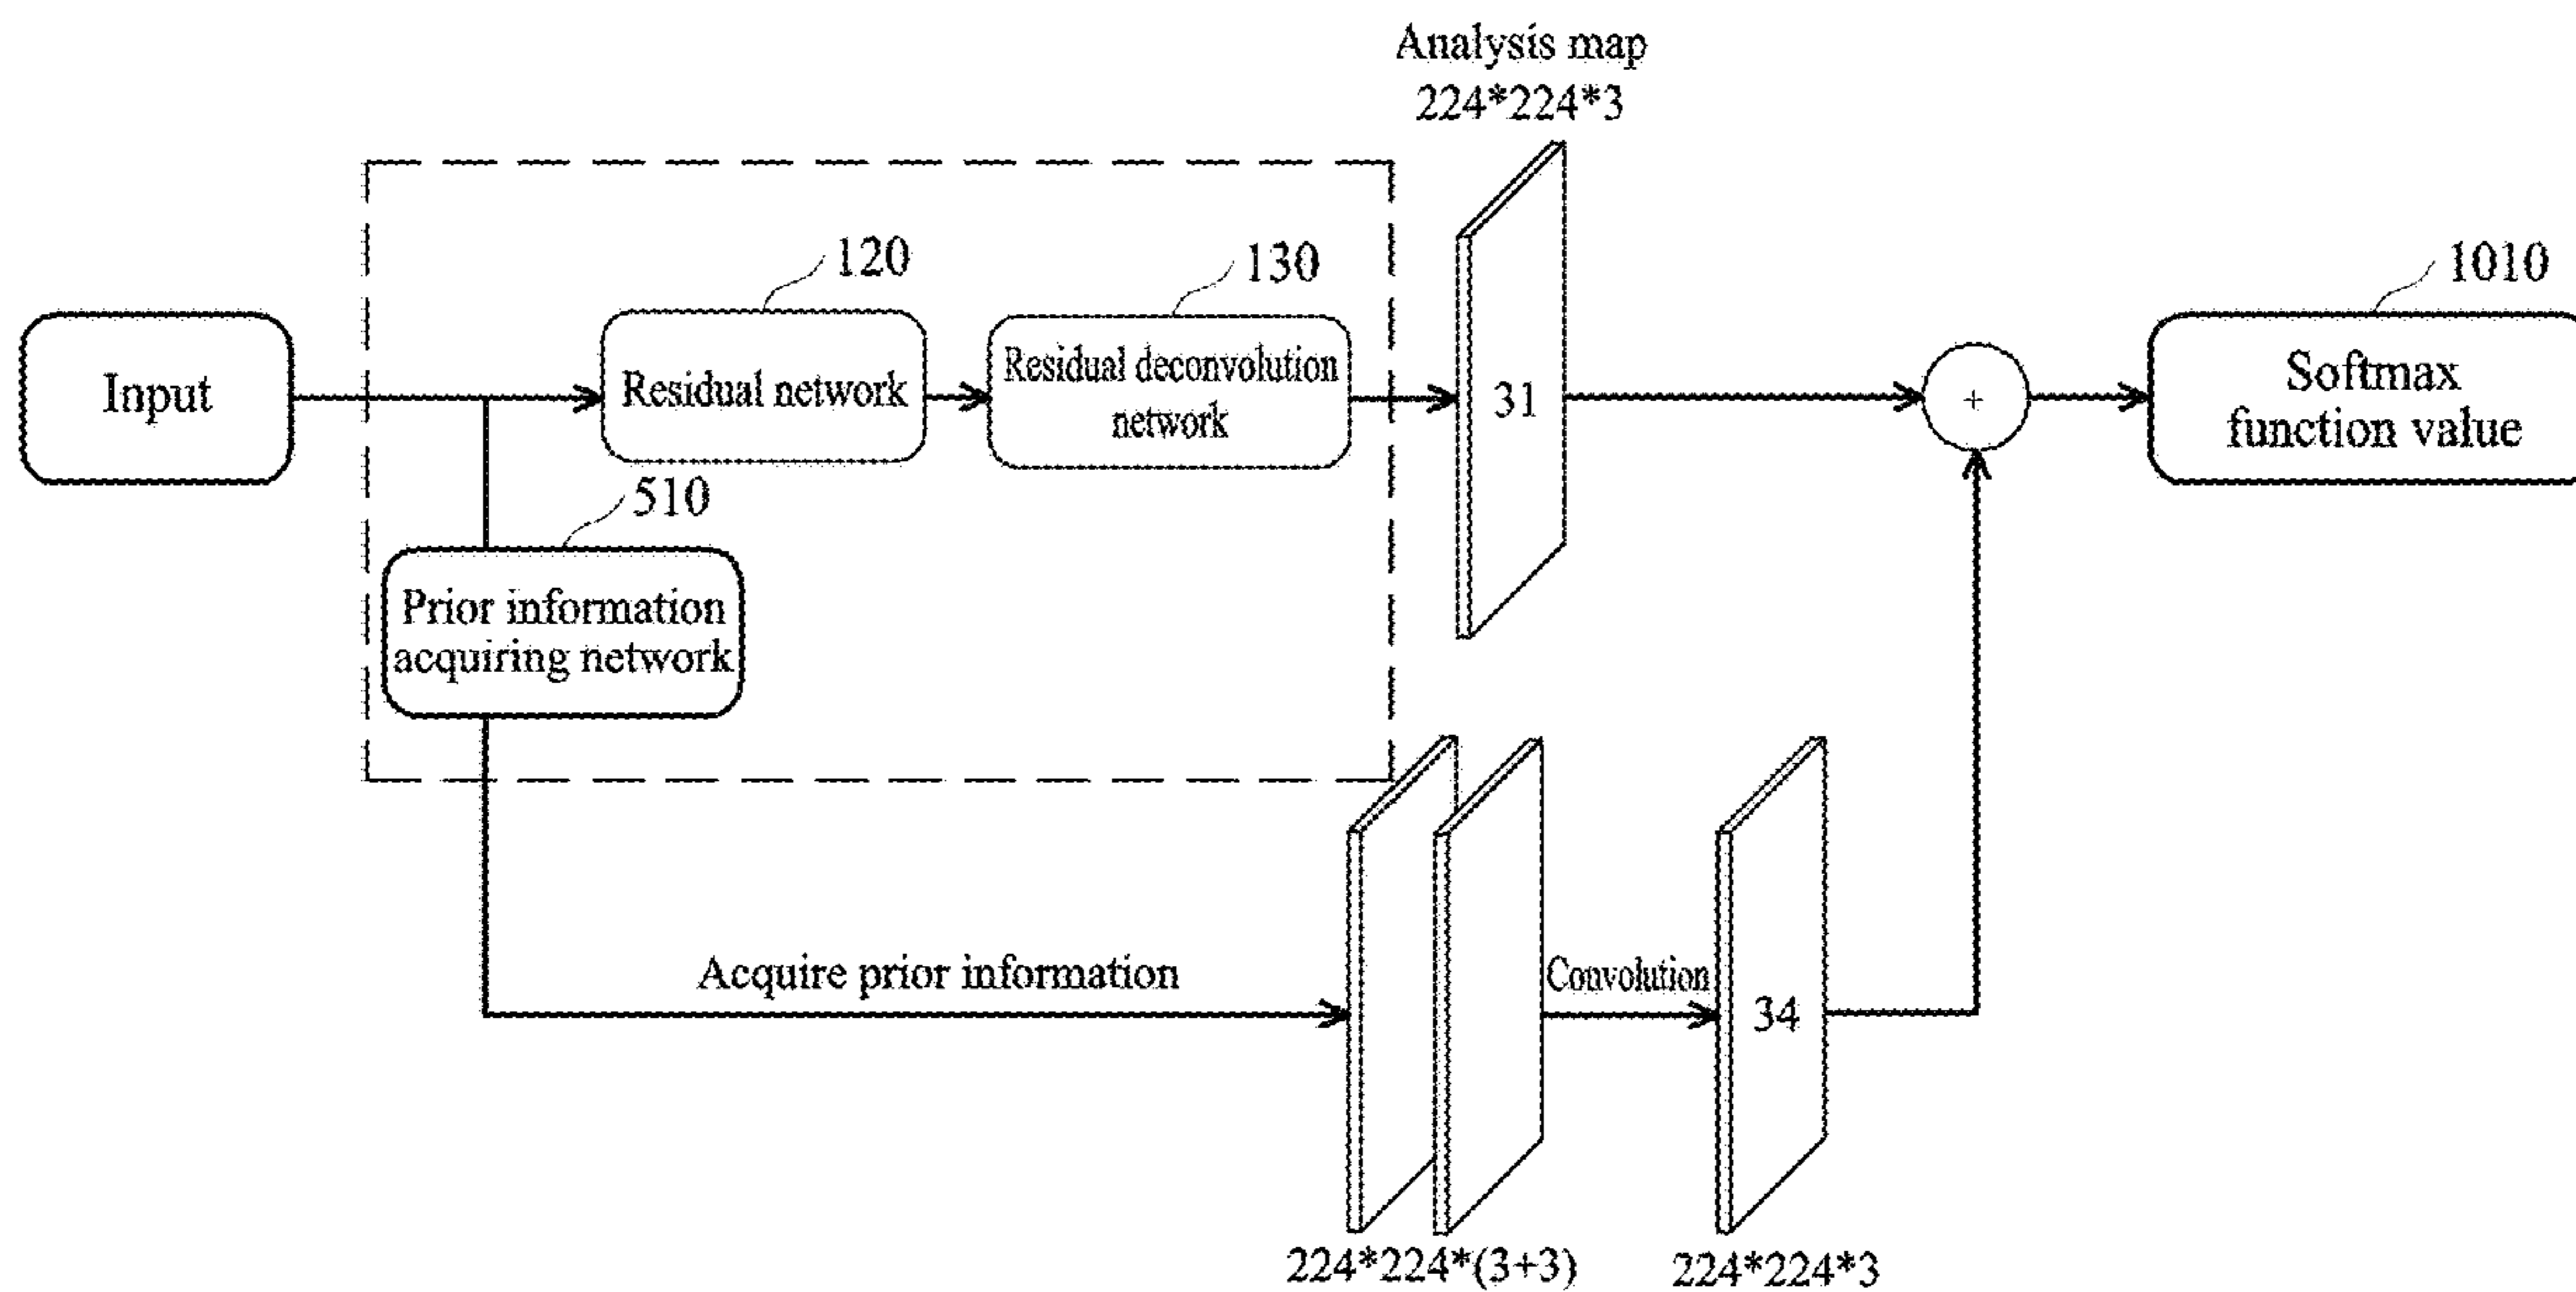 Analysis map
224*224*3
120
130
1010
Input
Residual network
Residual deconvolution
network
31
+
Softmax
function value
510
Prior information
acquiring network
Acquire prior information
Convolution
34
224*224*(3+3)
224*224*3